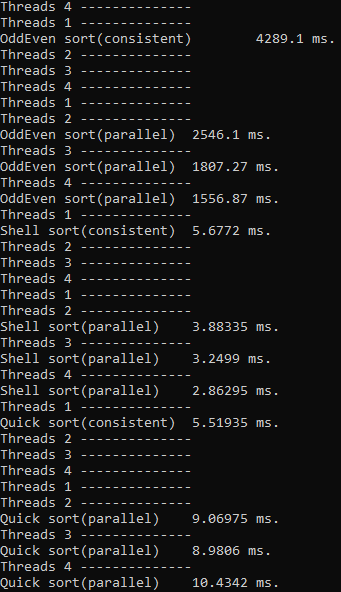 Threads 4 --------------
Threads 1 --------------
OddEven sort(consistent)        4289.1 ms.
Threads 2 --------------
Threads 3 --------------
Threads 4 --------------
Threads 1 --------------
Threads 2 --------------
OddEven sort(parallel)  2546.1 ms.
Threads 3 --------------
OddEven sort(parallel)  1807.27 ms.
Threads 4 --------------
OddEven sort(parallel)  1556.87 ms.
Threads 1 --------------
Shell sort(consistent)  5.6772 ms.
Threads 2 --------------
Threads 3 --------------
Threads 4 --------------
Threads 1 --------------
Threads 2 --------------
Shell sort(parallel)    3.88335 ms.
Threads 3 --------------
Shell sort(parallel)    3.2499 ms.
Threads 4 --------------
Shell sort(parallel)    2.86295 ms.
Threads 1 --------------
Quick sort(consistent)  5.51935 ms.
Threads 2 --------------
Threads 3 --------------
Threads 4 --------------
Threads 1 --------------
Threads 2 --------------
Quick sort(parallel)    9.06975 ms.
Threads 3 --------------
Quick sort(parallel)    8.9806 ms.
Threads 4 --------------
Quick sort(parallel)    10.4342 ms.